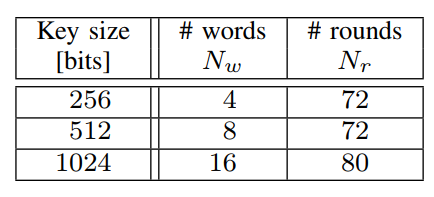 Key size # words # rounds
[bits] N_w N_r
256 4 72
512 8 72
1024 16 80